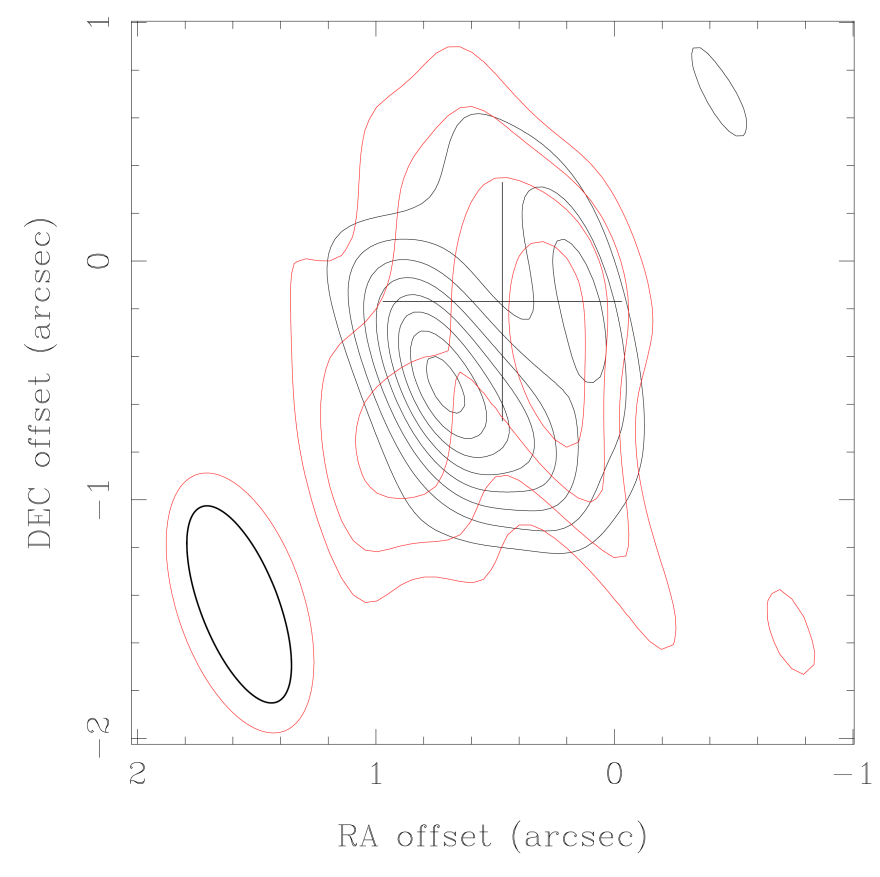 1
0
−1
−2
DEC offset (arcsec)
2 1 0 −1
RA offset (arcsec)